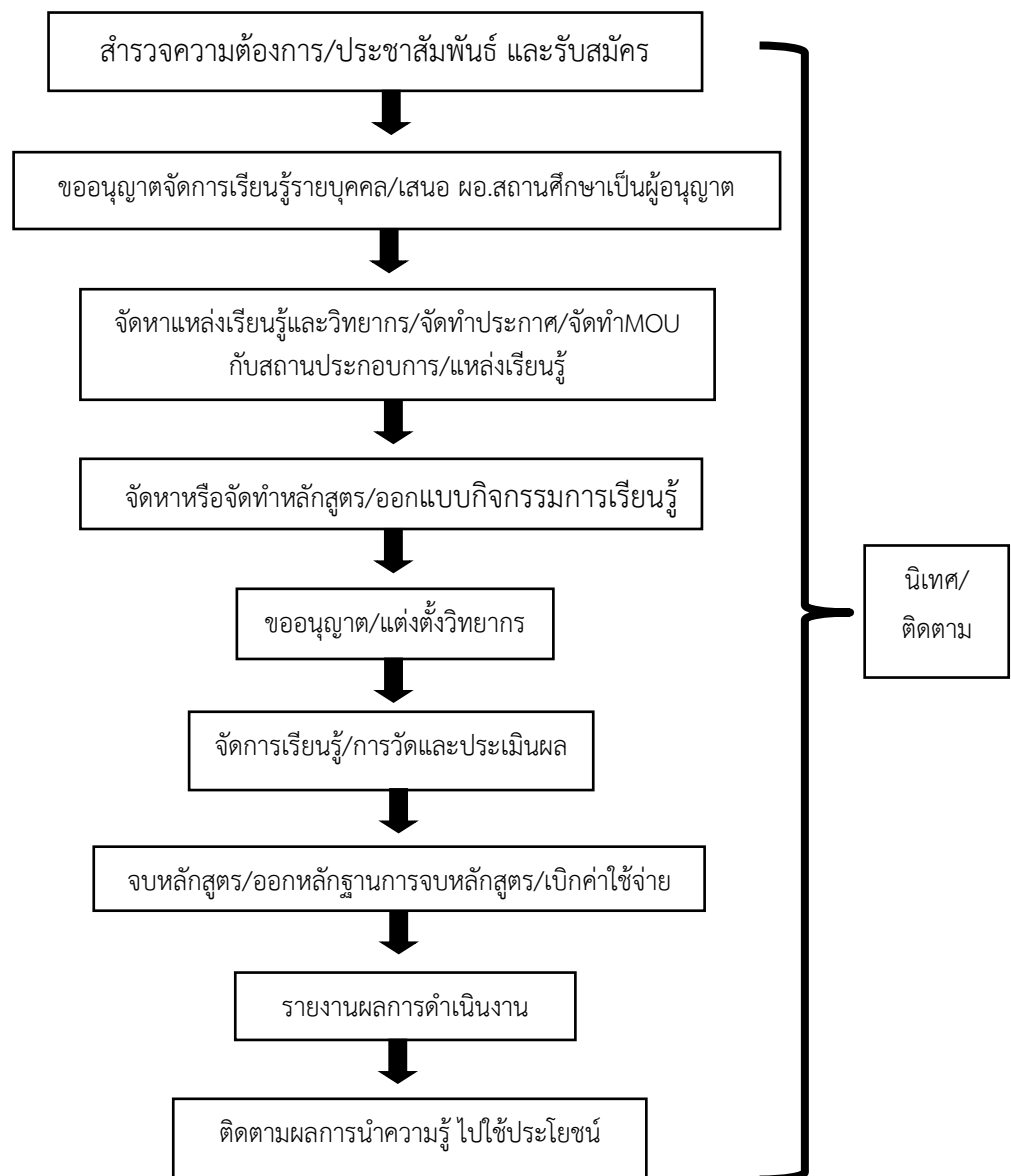 สำรวจความต้องการ/ประชาสัมพันธ์ และรับสมัคร
ขออนุญาตจัดการเรียนรู้รายบุคคล/เสนอ ผอ.สถานศึกษาเป็นผู้อนุญาต
จัดหาแหล่งเรียนรู้และวิทยากร/จัดทำประกาศ/จัดทำMOU
กับสถานประกอบการ/แหล่งเรียนรู้
จัดหาหรือจัดทำหลักสูตร/ออกแบบกิจกรรมการเรียนรู้
ขออนุญาต/แต่งตั้งวิทยากร
จัดการเรียนรู้/การวัดและประเมินผล
จบหลักสูตร/ออกหลักฐานการจบหลักสูตร/เบิกค่าใช้จ่าย
รายงานผลการดำเนินงาน
ติดตามผลการนำความรู้ ไปใช้ประโยชน์
นิเทศ/
ติดตาม